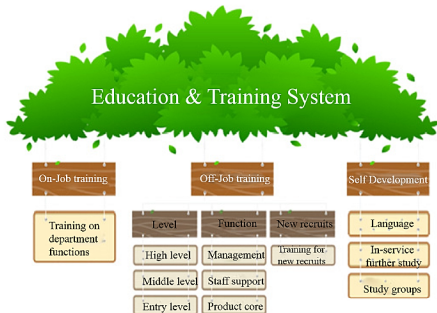 Education & Training System
On-Job training
Off-Job training
Self Development
Training on
department
functions
Level
Function
New recruits
Language
High level
Management
Training for
new recruits
In-service
further study
Middle level
Staff support
Study groups
Entry level
Product core